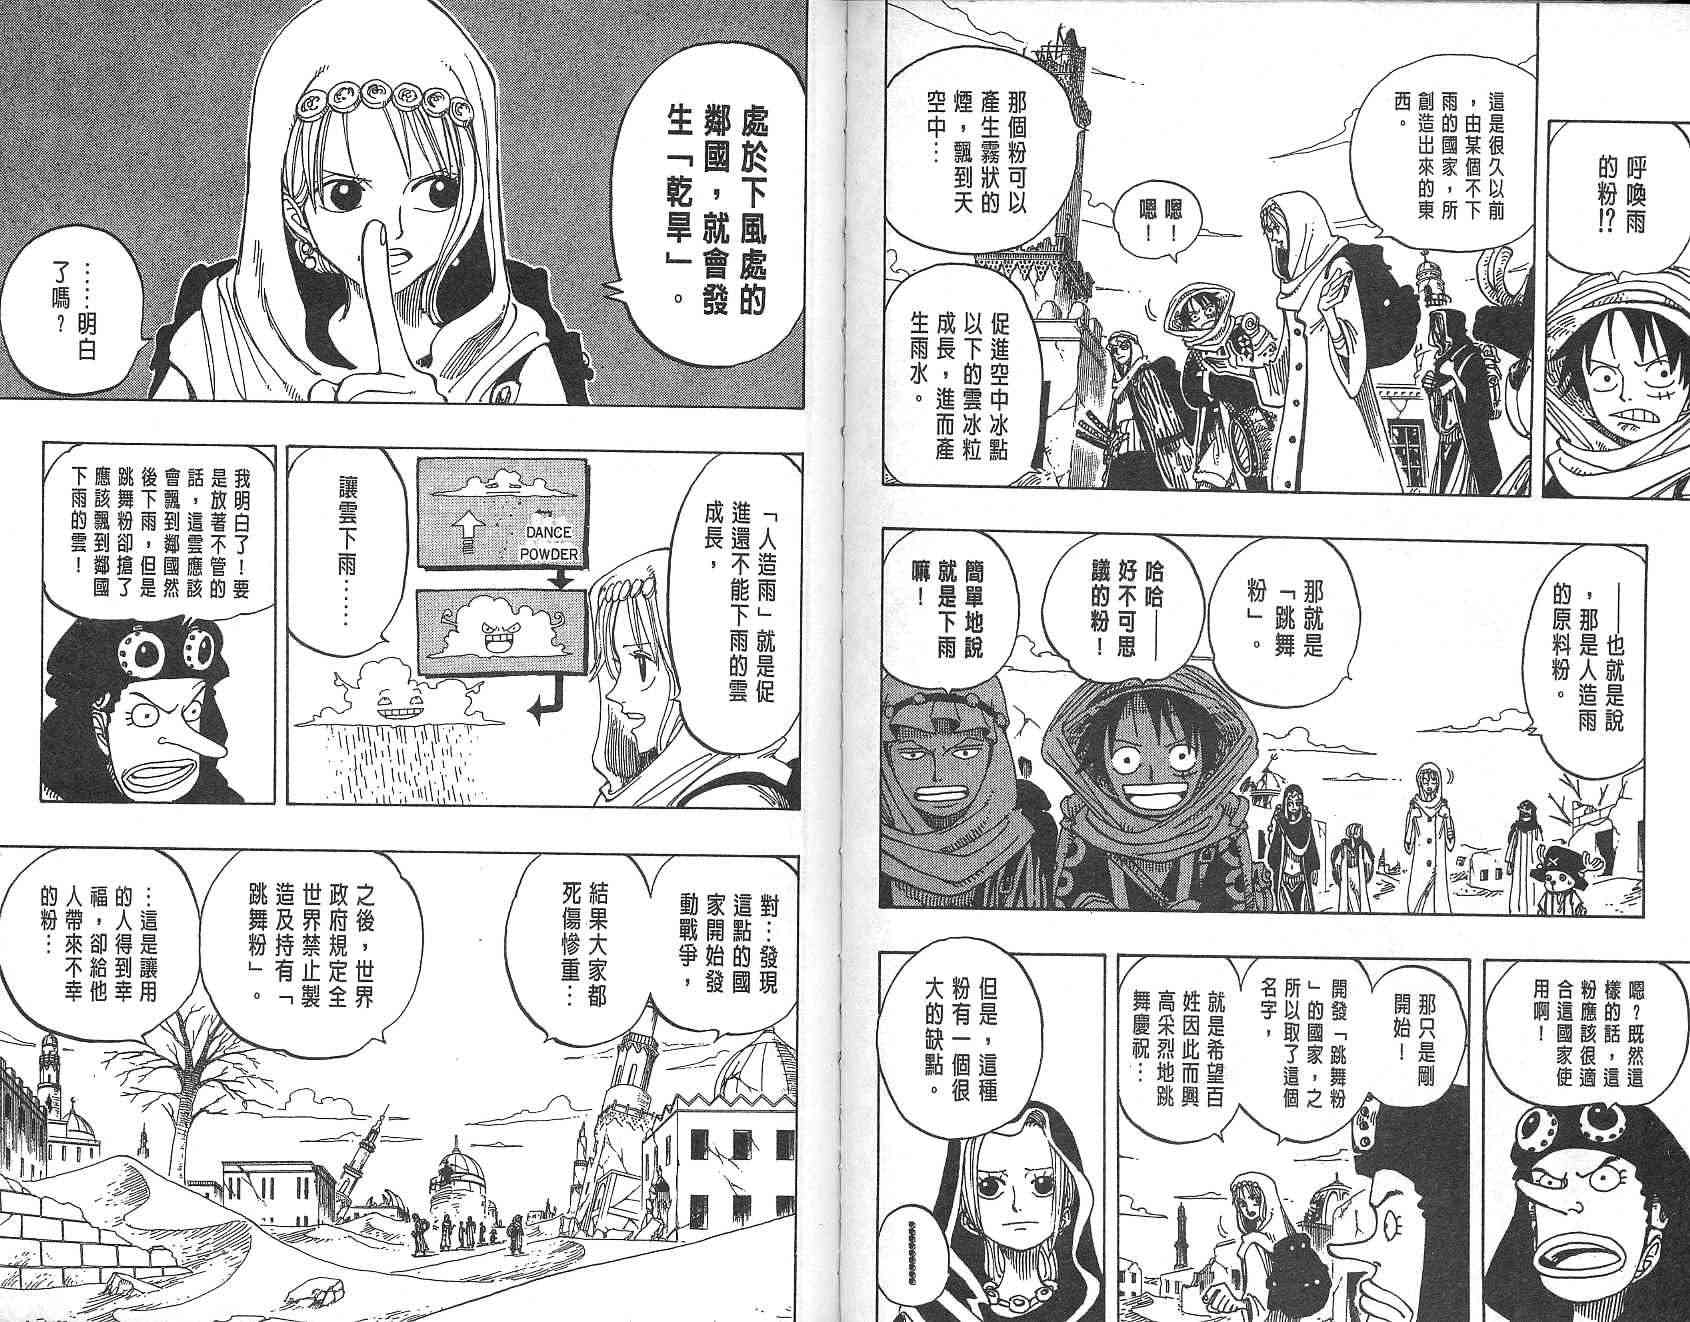 呼喚雨
的粉!?
這是很久以前
，由某個不下
雨的國家，所
創造出來的東
西。
嗯！
嗯！
那個粉可以
產生霧狀的
煙，飄到天
空中…
促進空中冰點
以下的雲冰粒
成長，進而產
生雨水。
——也就是說
，那是人造雨
的原料粉。
那就是
「跳舞
粉」。
哈哈——
好不可思
議的粉！
簡單地說
就是下雨
嘛！
嗯？既然這
樣的話，這
粉應該很適
合這國家使
用啊！
那只是剛
開始！
開發「跳舞粉
」的國家，之
所以取了這個
名字，
就是希望百
姓因此而興
高采烈地跳
舞慶祝…
但是，這種
粉有一個很
大的缺點。
…………
處於下風處的
鄰國，就會發
生「乾旱」。
……明白
了嗎？
「人造雨」就是促
進還不能下雨的雲
成長，
DANCE
POWDER
讓雲下雨……
我明白了！要
是放著不管的
話，這雲應該
會飄到鄰國然
後下雨，但是
跳舞粉卻搶了
應該飄到鄰國
下雨的雲！
對…發現
這點的國
家開始發
動戰爭，
結果大家都
死傷慘重…
之後，世界
政府規定全
世界禁止製
造及持有「
跳舞粉」。
…這是讓用
的人得到幸
福，卻給他
人帶來不幸
的粉…